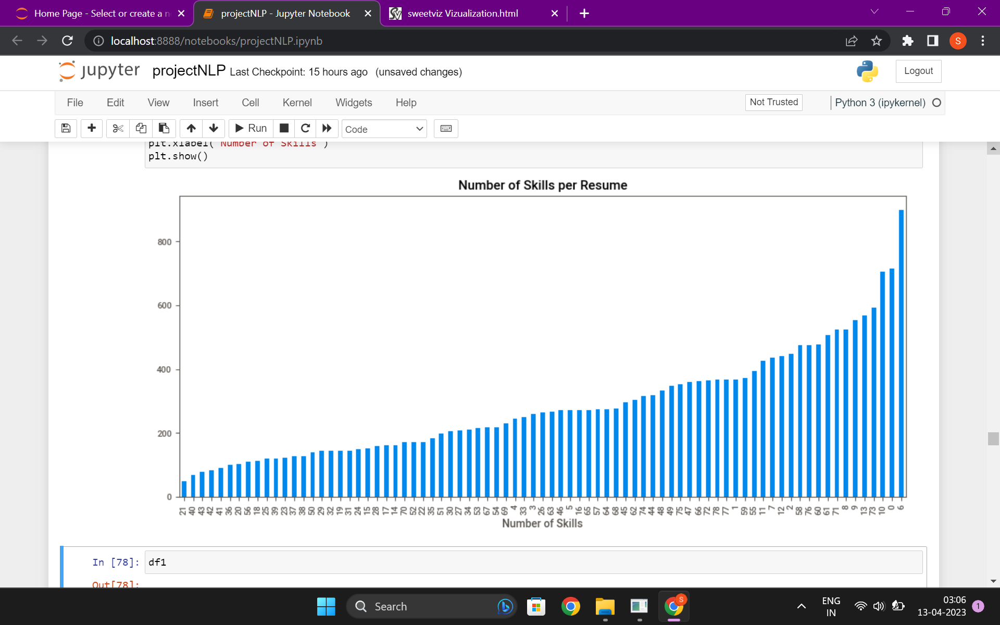 Home Page - Select or create a n
projectNLP - Jupyter Notebook
sweetviz Vizualization.html
localhost:8888/notebooks/projectNLP.ipynb
S
jupyter projectNLP Last Checkpoint: 15 hours ago (unsaved changes)
Logout
File Edit View Insert Cell Kernel Widgets Help
Not Trusted
Python 3 (ipykernel)
Run
Code
plt.xlabel('Number of Skills')
plt.show()
Number of Skills per Resume
800
600
400
200
0
21 40 43 42 41 36 20 56 18 25 39 23 37 38 50 29 32 19 31 24 15 28 17 14 70 52 22 35 51 30 27 34 53 67 54 69 4 33 3 26 63 46 5 16 65 57 64 68 45 62 74 44 48 49 75 47 66 72 78 77 1 59 55 11 7 12 2 58 76 60 61 71 8 9 13 73 10 0 6
Number of Skills
In [78]: df1
Out[78]:
Search
S
ENG
IN
03:06
13-04-2023
1